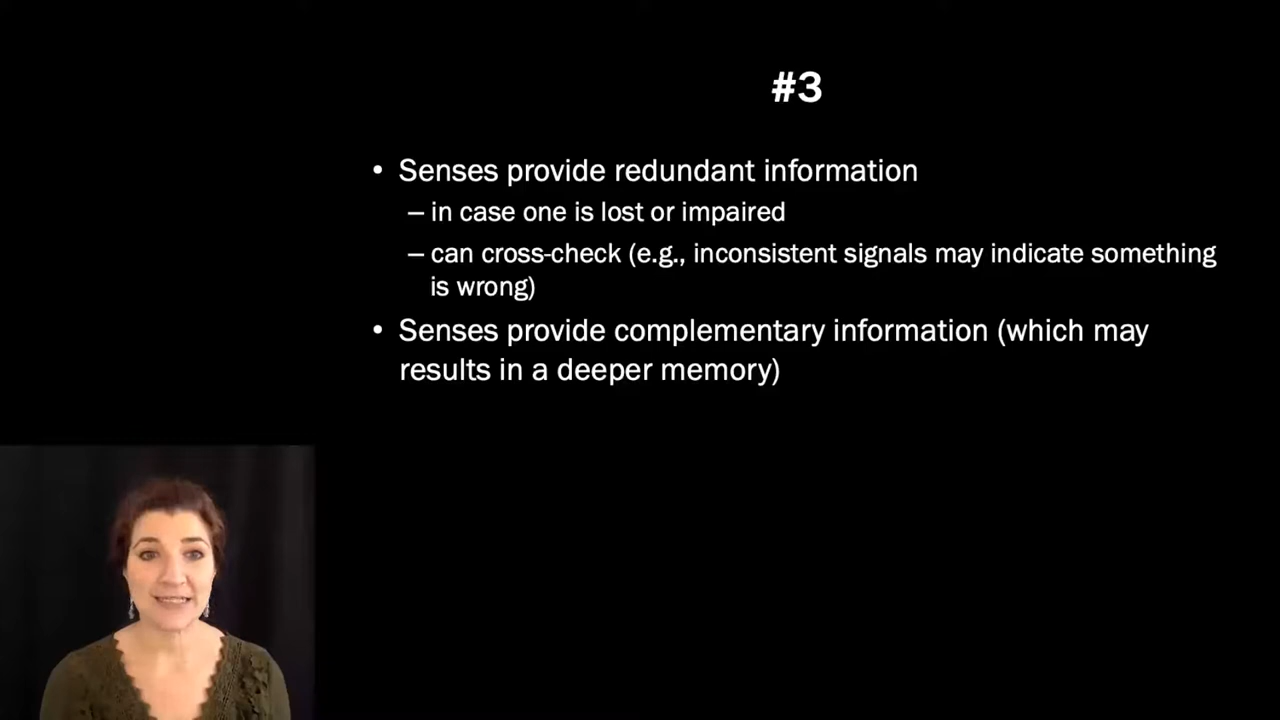 #3
• Senses provide redundant information
– in case one is lost or impaired
– can cross-check (e.g., inconsistent signals may indicate something
is wrong)
• Senses provide complementary information (which may
results in a deeper memory)